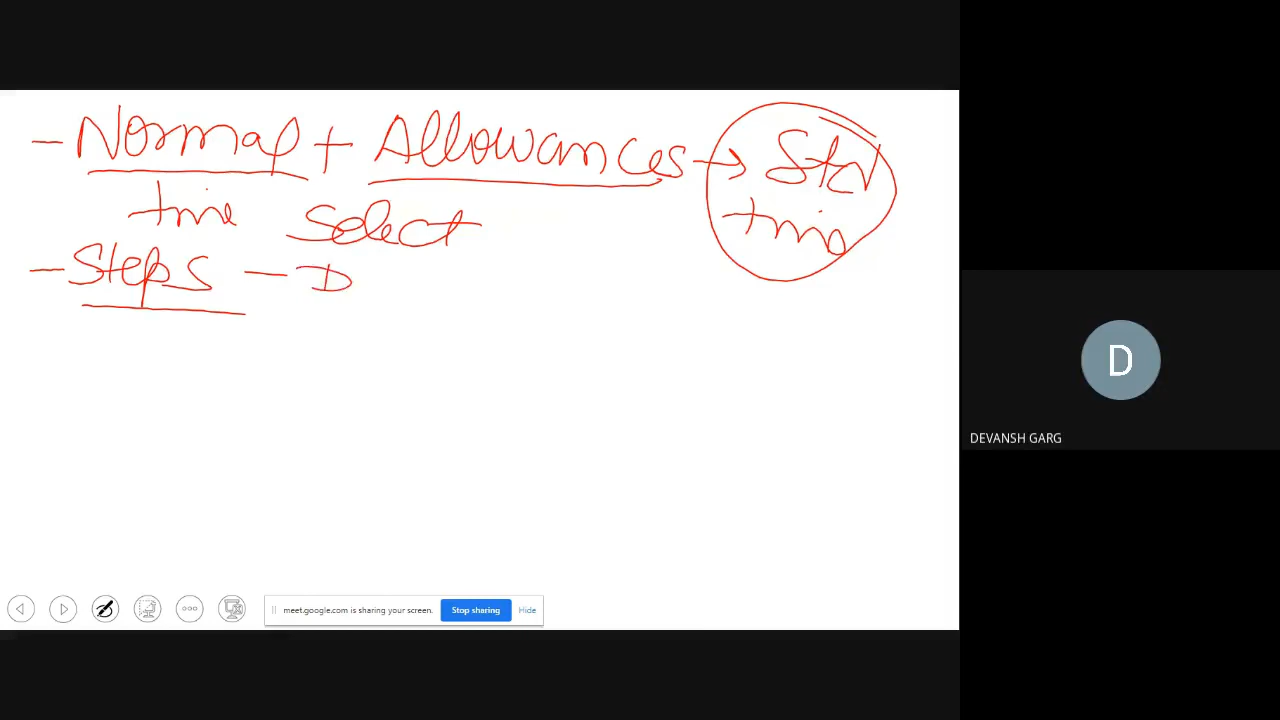 - Normal + Allowances → Std
time
time
Select
- Steps - D
meet.google.com is sharing your screen. Stop sharing Hide
DEVANSH GARG
D